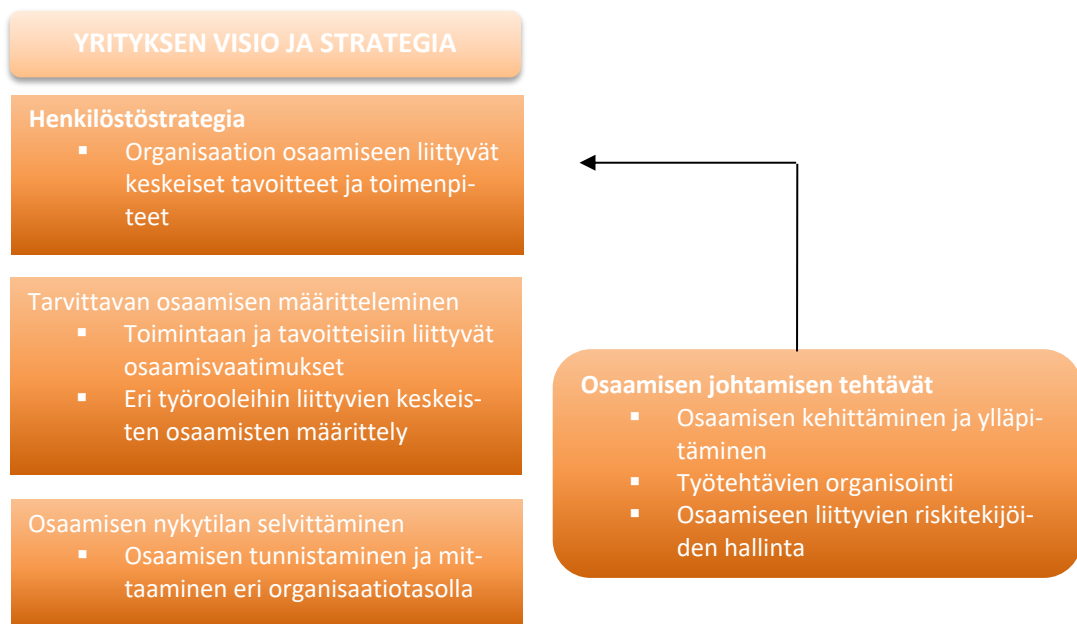 YRITYKSEN VISIO JA STRATEGIA
Henkilöstöstrategia
▪ Organisaation osaamiseen liittyvät
keskeiset tavoitteet ja toimenpi-
teet
Tarvittavan osaamisen määritteleminen
▪ Toimintaan ja tavoitteisiin liittyvät
osaamisvaatimukset
▪ Eri työrooleihin liittyvien keskeis-
ten osaamisten määrittely
Osaamisen nykytilan selvittäminen
▪ Osaamisen tunnistaminen ja mit-
taaminen eri organisaatiotasolla
Osaamisen johtamisen tehtävät
▪ Osaamisen kehittäminen ja ylläpi-
täminen
▪ Työtehtävien organisointi
▪ Osaamiseen liittyvien riskitekijöi-
den hallinta